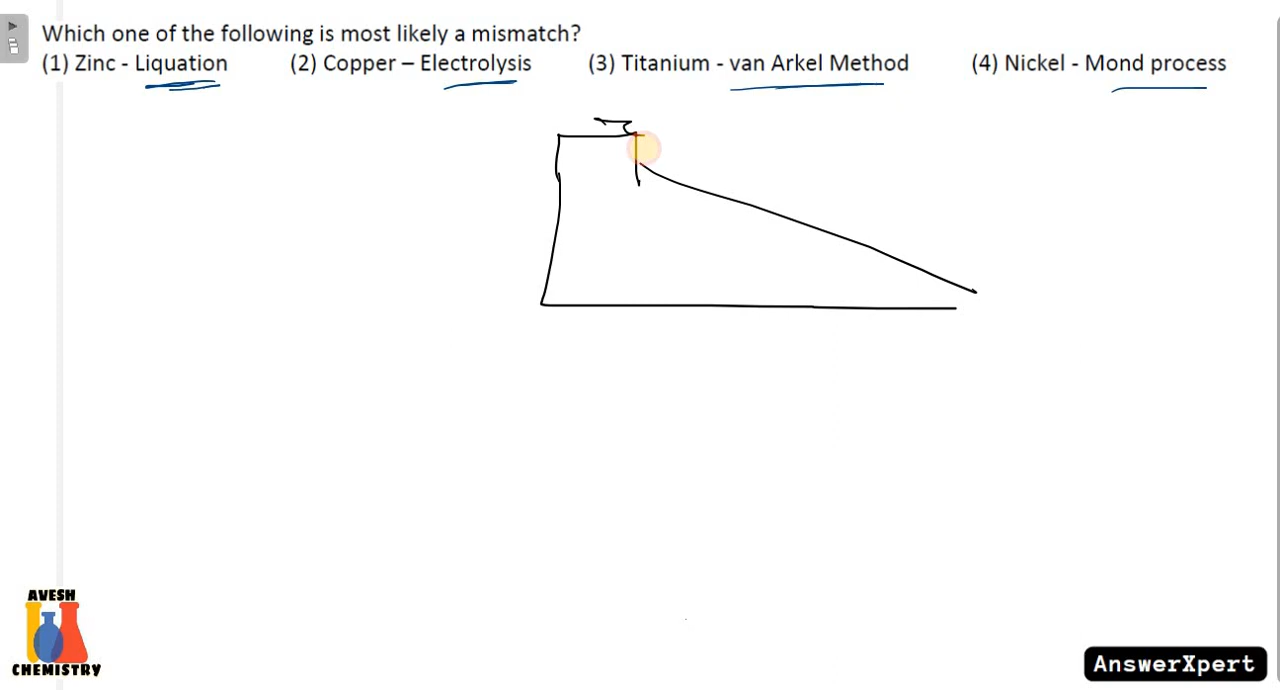 Which one of the following is most likely a mismatch?
(1) Zinc - Liquation (2) Copper – Electrolysis (3) Titanium - van Arkel Method (4) Nickel - Mond process
AVESH
CHEMISTRY
AnswerXpert